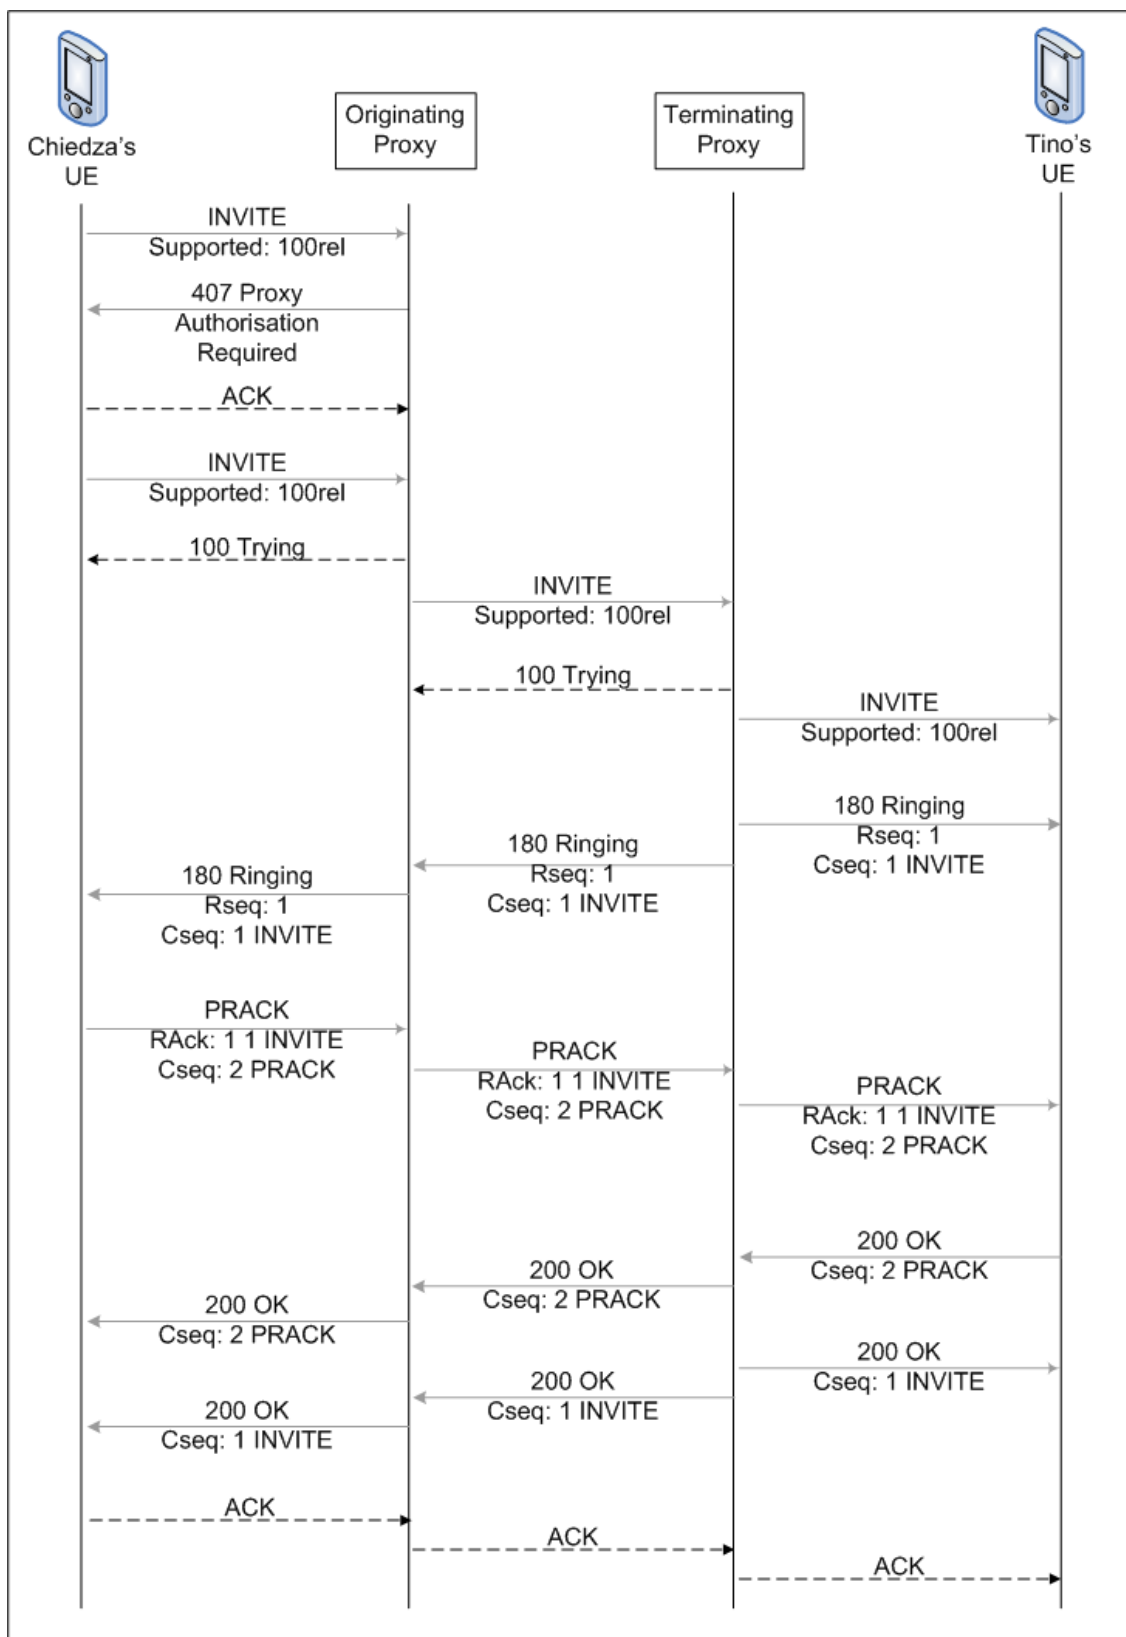 Chiedza's
UE
Originating
Proxy
Terminating
Proxy
Tino's
UE
INVITE
Supported: 100rel
407 Proxy
Authorisation
Required
ACK
INVITE
Supported: 100rel
100 Trying
INVITE
Supported: 100rel
100 Trying
INVITE
Supported: 100rel
180 Ringing
Rseq: 1
Cseq: 1 INVITE
180 Ringing
Rseq: 1
Cseq: 1 INVITE
180 Ringing
Rseq: 1
Cseq: 1 INVITE
PRACK
RAck: 1 1 INVITE
Cseq: 2 PRACK
PRACK
RAck: 1 1 INVITE
Cseq: 2 PRACK
PRACK
RAck: 1 1 INVITE
Cseq: 2 PRACK
200 OK
Cseq: 2 PRACK
200 OK
Cseq: 2 PRACK
200 OK
Cseq: 2 PRACK
200 OK
Cseq: 1 INVITE
200 OK
Cseq: 1 INVITE
200 OK
Cseq: 1 INVITE
ACK
ACK
ACK